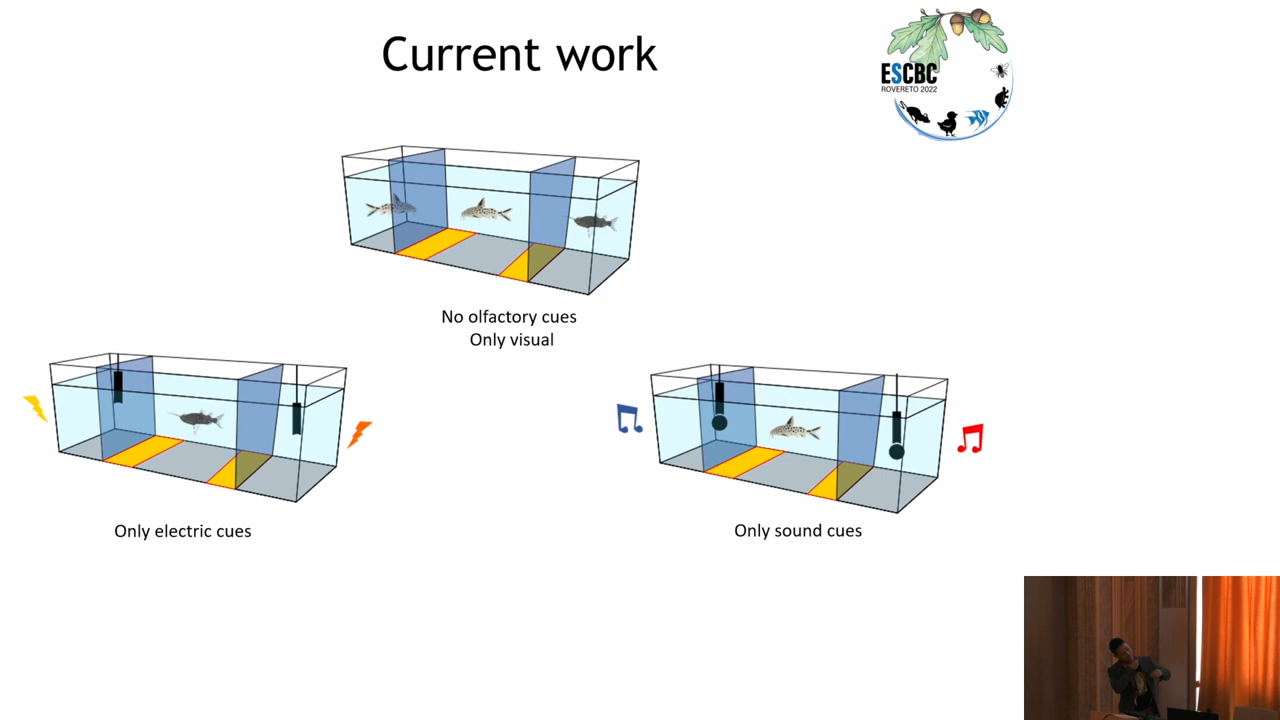 Current work
ESCBC
ROVERETO 2022
No olfactory cues
Only visual
Only electric cues
Only sound cues